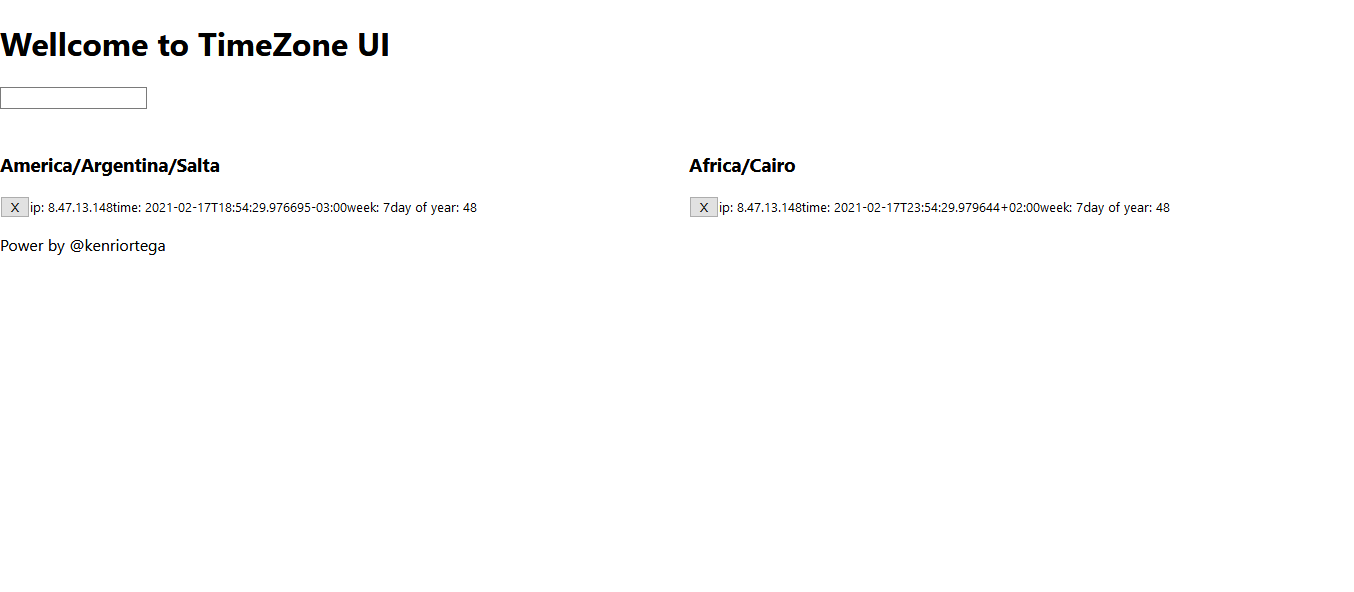 Wellcome to TimeZone UI
America/Argentina/Salta
X ip: 8.47.13.148time: 2021-02-17T18:54:29.976695-03:00week: 7day of year: 48
Africa/Cairo
X ip: 8.47.13.148time: 2021-02-17T23:54:29.979644+02:00week: 7day of year: 48
Power by @kenriortega